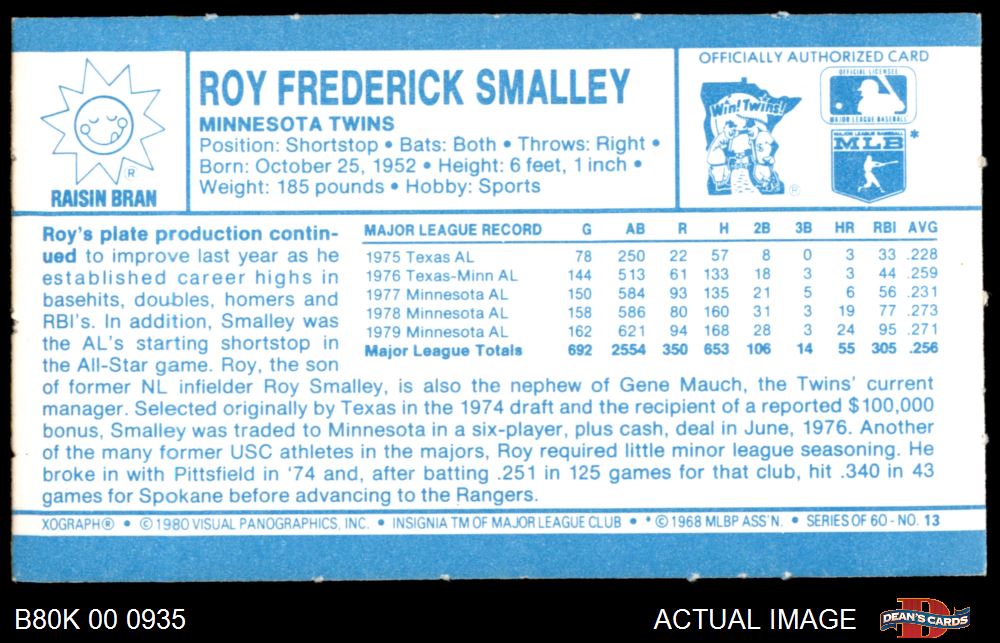 ROY FREDERICK SMALLEY
MINNESOTA TWINS
Position: Shortstop • Bats: Both • Throws: Right •
Born: October 25, 1952 • Height: 6 feet, 1 inch •
Weight: 185 pounds • Hobby: Sports
®
RAISIN BRAN
OFFICIALLY AUTHORIZED CARD
Win! Twins!
®
OFFICIAL LICENSEE
MAJOR LEAGUE BASEBALL
MAJOR LEAGUE BASEBALL
MLB *
Roy's plate production contin-
ued to improve last year as he
established career highs in
basehits, doubles, homers and
RBI's. In addition, Smalley was
the AL's starting shortstop in
the All-Star game. Roy, the son
MAJOR LEAGUE RECORD G AB R H 2B 3B HR RBI AVG
1975 Texas AL 78 250 22 57 8 0 3 33 .228
1976 Texas-Minn AL 144 513 61 133 18 3 3 44 .259
1977 Minnesota AL 150 584 93 135 21 5 6 56 .231
1978 Minnesota AL 158 586 80 160 31 3 19 77 .273
1979 Minnesota AL 162 621 94 168 28 3 24 95 .271
Major League Totals 692 2554 350 653 106 14 55 305 .256
of former NL infielder Roy Smalley, is also the nephew of Gene Mauch, the Twins' current
manager. Selected originally by Texas in the 1974 draft and the recipient of a reported $100,000
bonus, Smalley was traded to Minnesota in a six-player, plus cash, deal in June, 1976. Another
of the many former USC athletes in the majors, Roy required little minor league seasoning. He
broke in with Pittsfield in '74 and, after batting .251 in 125 games for that club, hit .340 in 43
games for Spokane before advancing to the Rangers.
XOGRAPH® • © 1980 VISUAL PANOGRAPHICS, INC. • INSIGNIA TM OF MAJOR LEAGUE CLUB • * © 1968 MLBP ASS'N. • SERIES OF 60 - NO. 13
B80K 00 0935
ACTUAL IMAGE
DEAN'S CARDS